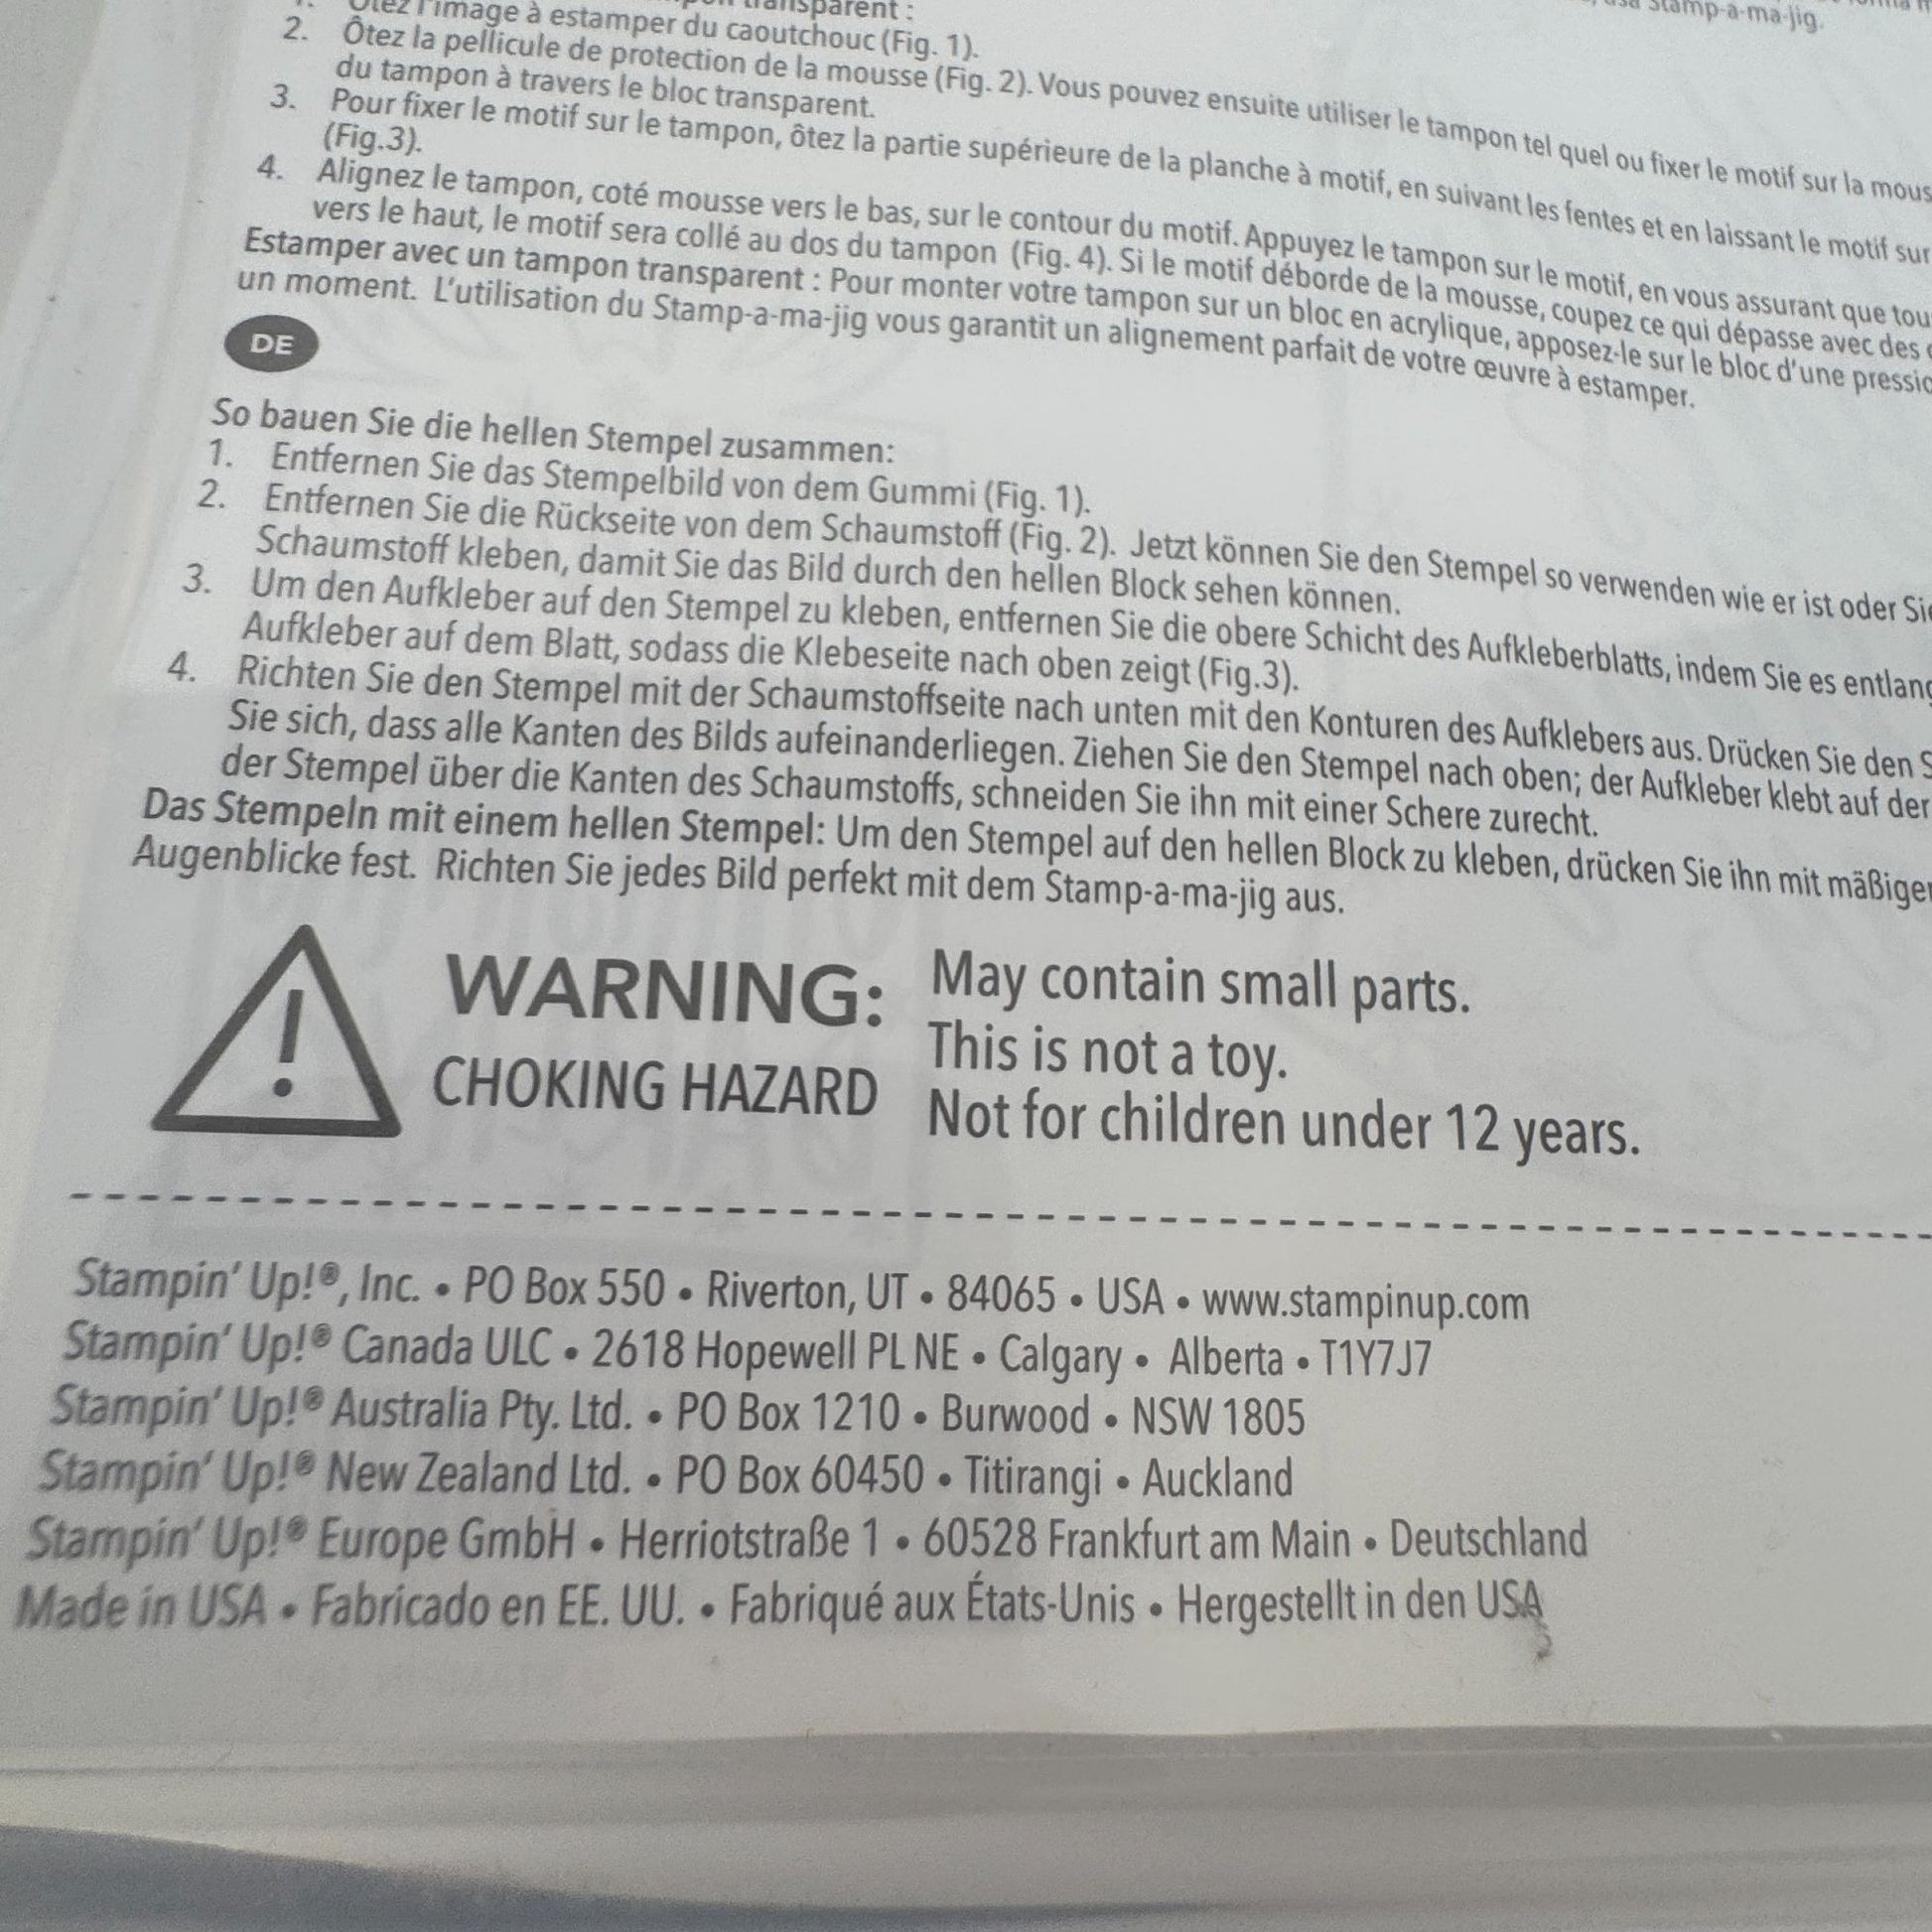 transparent :
1. Ôtez l'image à estamper du caoutchouc (Fig. 1).
Stamp-a-ma-jig.
2. Ôtez la pellicule de protection de la mousse (Fig. 2). Vous pouvez ensuite utiliser le tampon tel quel ou fixer le motif sur la mous
du tampon à travers le bloc transparent.
3. Pour fixer le motif sur le tampon, ôtez la partie supérieure de la planche à motif, en suivant les fentes et en laissant le motif sur
(Fig.3).
4. Alignez le tampon, coté mousse vers le bas, sur le contour du motif. Appuyez le tampon sur le motif, en vous assurant que tou
vers le haut, le motif sera collé au dos du tampon (Fig. 4). Si le motif déborde de la mousse, coupez ce qui dépasse avec des
Estamper avec un tampon transparent : Pour monter votre tampon sur un bloc en acrylique, apposez-le sur le bloc d'une pressio
un moment. L'utilisation du Stamp-a-ma-jig vous garantit un alignement parfait de votre œuvre à estamper.
DE
So bauen Sie die hellen Stempel zusammen:
1. Entfernen Sie das Stempelbild von dem Gummi (Fig. 1).
2. Entfernen Sie die Rückseite von dem Schaumstoff (Fig. 2). Jetzt können Sie den Stempel so verwenden wie er ist oder Sie
Schaumstoff kleben, damit Sie das Bild durch den hellen Block sehen können.
3. Um den Aufkleber auf den Stempel zu kleben, entfernen Sie die obere Schicht des Aufkleberblatts, indem Sie es entlang
Aufkleber auf dem Blatt, sodass die Klebeseite nach oben zeigt (Fig.3).
4. Richten Sie den Stempel mit der Schaumstoffseite nach unten mit den Konturen des Aufklebers aus. Drücken Sie den S
Sie sich, dass alle Kanten des Bilds aufeinanderliegen. Ziehen Sie den Stempel nach oben; der Aufkleber klebt auf der
der Stempel über die Kanten des Schaumstoffs, schneiden Sie ihn mit einer Schere zurecht.
Das Stempeln mit einem hellen Stempel: Um den Stempel auf den hellen Block zu kleben, drücken Sie ihn mit mäßiger
Augenblicke fest. Richten Sie jedes Bild perfekt mit dem Stamp-a-ma-jig aus.
WARNING:
CHOKING HAZARD
May contain small parts.
This is not a toy.
Not for children under 12 years.
Stampin' Up!®, Inc. • PO Box 550 • Riverton, UT • 84065 • USA • www.stampinup.com
Stampin' Up!® Canada ULC • 2618 Hopewell PL NE • Calgary • Alberta • T1Y7J7
Stampin' Up!® Australia Pty. Ltd. • PO Box 1210 • Burwood • NSW 1805
Stampin' Up!® New Zealand Ltd. • PO Box 60450 • Titirangi • Auckland
Stampin' Up!® Europe GmbH • Herriotstraße 1 • 60528 Frankfurt am Main • Deutschland
Made in USA • Fabricado en EE. UU. • Fabriqué aux États-Unis • Hergestellt in den USA